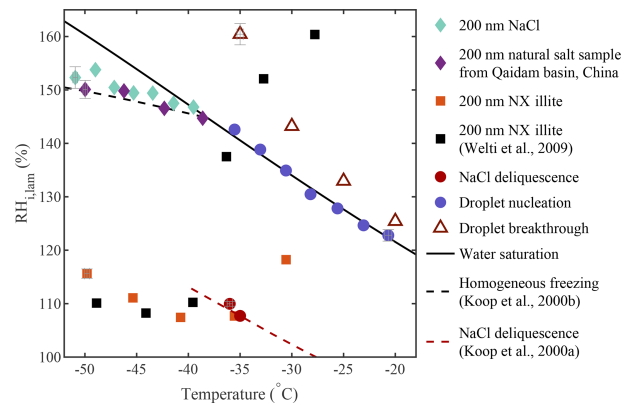 160
150
140
130
120
110
100
RHi,lam (%)
-50
-45
-40
-35
-30
-25
-20
Temperature (°C)
200 nm NaCl
200 nm natural salt sample
from Qaidam basin, China
200 nm NX illite
200 nm NX illite
(Welti et al., 2009)
NaCl deliquescence
Droplet nucleation
Droplet breakthrough
Water saturation
Homogeneous freezing
(Koop et al., 2000b)
NaCl deliquescence
(Koop et al., 2000a)